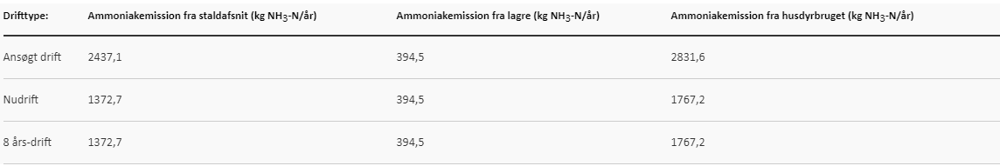 Drifttype: Ammoniakemission fra staldafsnit (kg NH3-N/år) Ammoniakemission fra lagre (kg NH3-N/år) Ammoniakemission fra husdyrbruget (kg NH3-N/år)
Ansøgt drift 2437,1 394,5 2831,6
Nudrift 1372,7 394,5 1767,2
8 års-drift 1372,7 394,5 1767,2